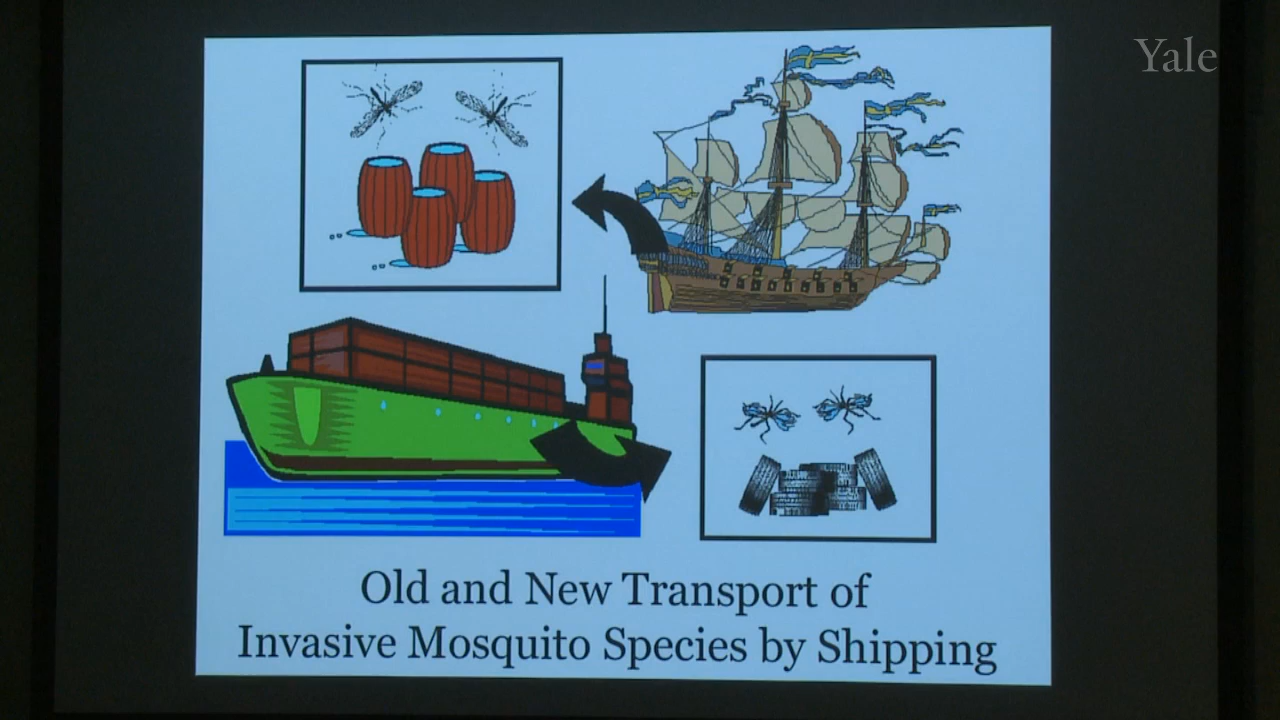 Yale
Old and New Transport of
Invasive Mosquito Species by Shipping